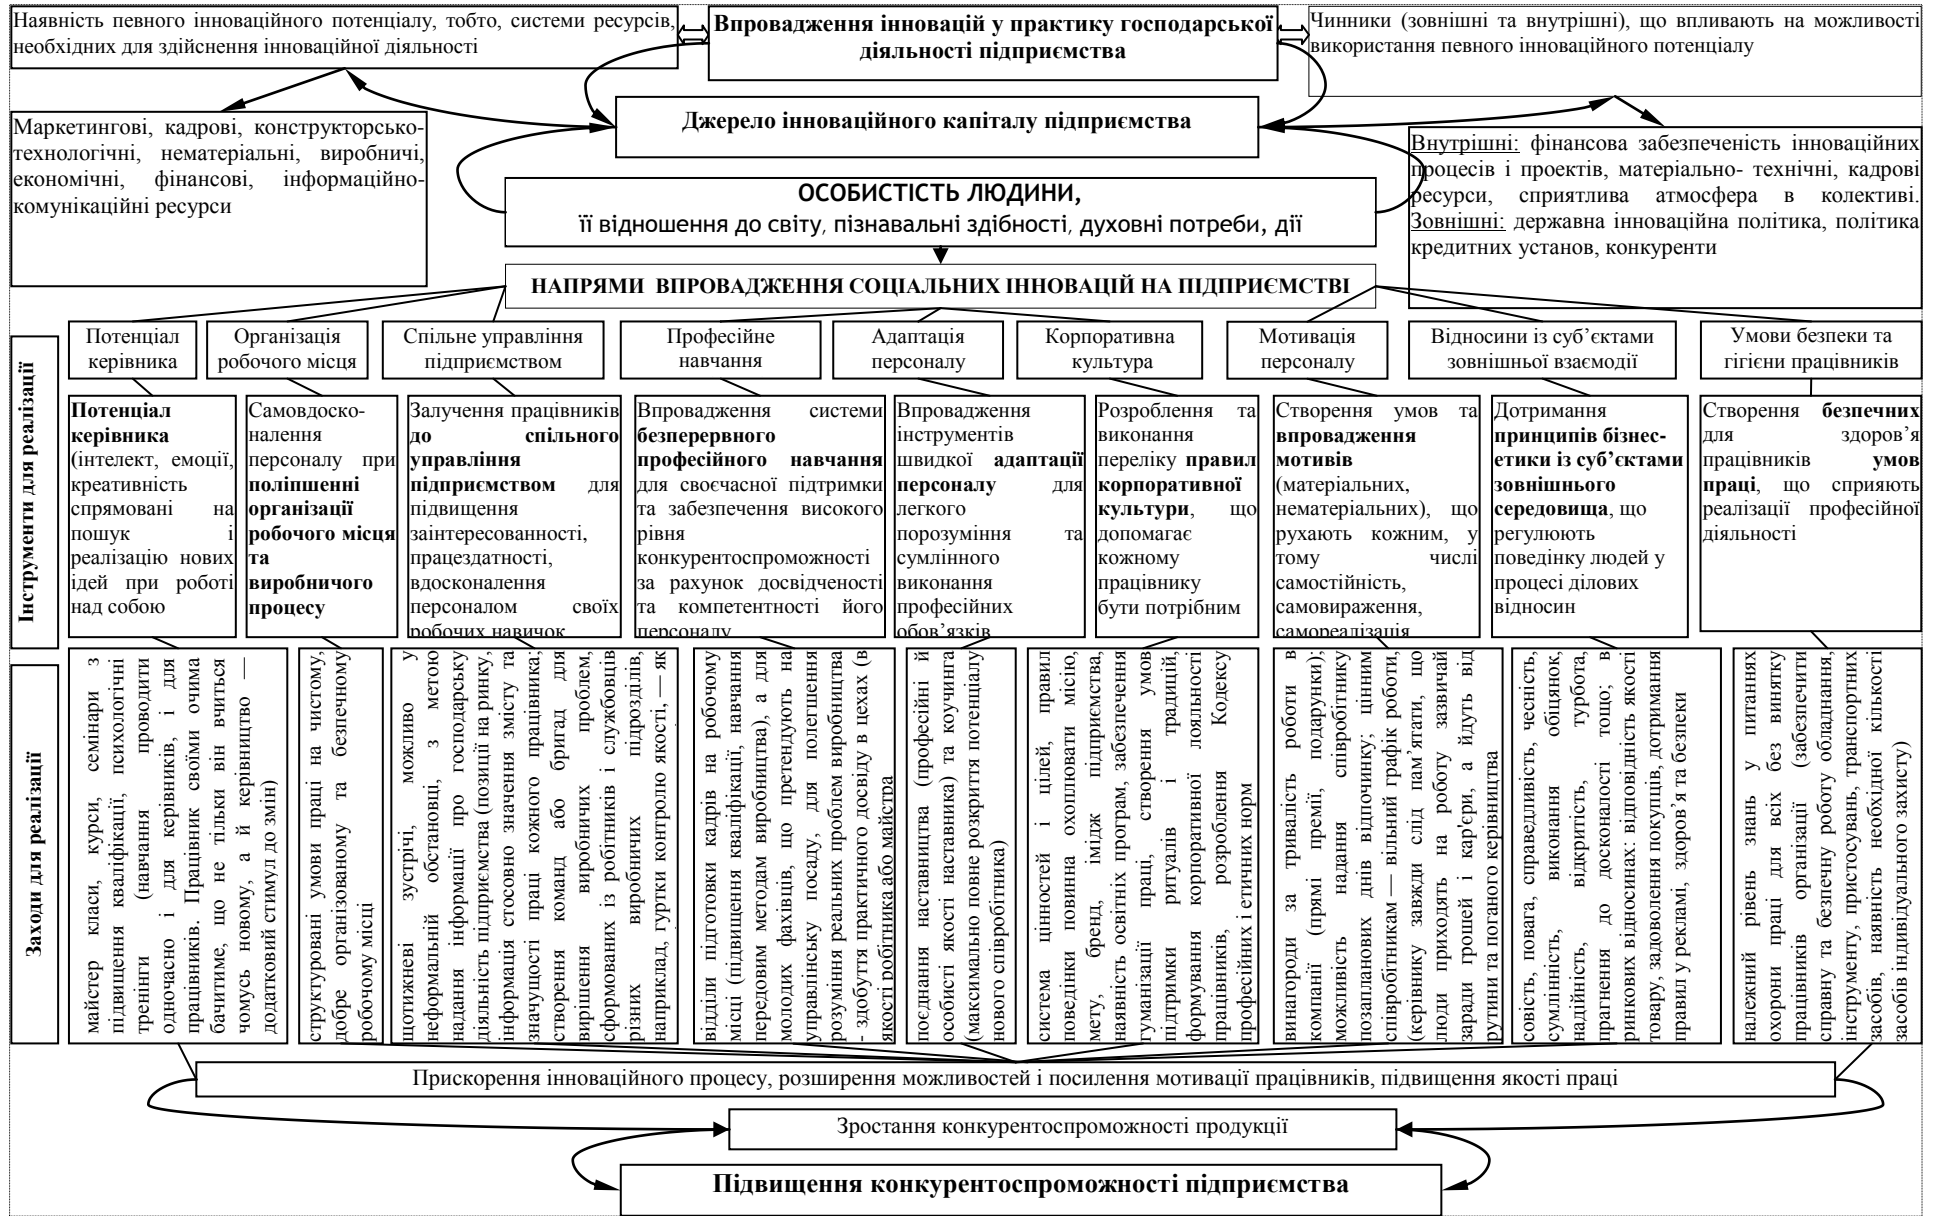 Наявність певного інноваційного потенціалу, тобто, системи ресурсів,
необхідних для здійснення інноваційної діяльності
Впровадження інновацій у практику господарської
діяльності підприємства
Чинники (зовнішні та внутрішні), що впливають на можливості
використання певного інноваційного потенціалу
Джерело інноваційного капіталу підприємства
Маркетингові, кадрові, конструкторсько-
технологічні, нематеріальні, виробничі,
економічні, фінансові, інформаційно-
комунікаційні ресурси
ОСОБИСТІСТЬ ЛЮДИНИ,
її відношення до світу, пізнавальні здібності, духовні потреби, дії
Внутрішні: фінансова забезпеченість інноваційних
процесів і проектів, матеріально- технічні, кадрові
ресурси, сприятлива атмосфера в колективі.
Зовнішні: державна інноваційна політика, політика
кредитних установ, конкуренти
НАПРЯМИ ВПРОВАДЖЕННЯ СОЦІАЛЬНИХ ІННОВАЦІЙ НА ПІДПРИЄМСТВІ
Потенціал
керівника
Організація
робочого місця
Спільне управління
підприємством
Професійне
навчання
Адаптація
персоналу
Корпоративна
культура
Мотивація
персоналу
Відносини із суб’єктами
зовнішньої взаємодії
Умови безпеки та
гігієни працівників
Інструменти для реалізації
Потенціал
керівника
(інтелект, емоції,
креативність
спрямовані на
пошук і
реалізацію нових
ідей при роботі
над собою
Самовдоско-
налення
персоналу при
поліпшенні
організації
робочого місця
та
виробничого
процесу
Залучення працівників
до спільного
управління
підприємством для
підвищення
заінтересованності,
працездатності,
вдосконалення
персоналом своїх
робочих навичок
Впровадження системи
безперервного
професійного навчання
для своєчасної підтримки
та забезпечення високого
рівня
конкурентоспроможності
за рахунок досвідченості
та компетентності його
персоналу
Впровадження
інструментів
швидкої адаптації
персоналу для
легкого
порозуміння та
сумлінного
виконання
професійних
обов’язків
Розроблення та
виконання
переліку правил
корпоративної
культури, що
допомагає
кожному
працівнику
бути потрібним
Створення умов та
впровадження
мотивів
(матеріальних,
нематеріальних), що
рухають кожним, у
тому числі
самостійність,
самовираження,
самореалізація
Дотримання
принципів бізнес-
етики із суб’єктами
зовнішнього
середовища, що
регулюють
поведінку людей у
процесі ділових
відносин
Створення безпечних
для здоров’я
працівників умов
праці, що сприяють
реалізації професійної
діяльності
Заходи для реалізації
майстер класи, курси, семінари з
підвищення кваліфікації, психологічні
тренінги (навчання проводити
одночасно і для керівників, і для
працівників. Працівник своїми очима
бачитиме, що не тільки він вчиться
чомусь новому, а й керівництво —
додатковий стимул до змін)
структуровані умови праці на чистому,
добре організованому та безпечному
робочому місці
щотижневі зустрічі, можливо у
неформальній обстановці, з метою
надання інформації про господарську
діяльність підприємства (позиції на ринку,
інформація стосовно значення змісту та
значущості праці кожного працівника;
створення команд або бригад для
вирішення виробничих проблем,
сформованих із робітників і службовців
різних виробничих підрозділів,
наприклад, гуртки контролю якості, — як
відділи підготовки кадрів на робочому
місці (підвищення кваліфікації, навчання
передовим методам виробництва), а для
молодих фахівців, що претендують на
управлінську посаду, для полегшення
розуміння реальних проблем виробництва
- здобуття практичного досвіду в цехах (в
якості робітника або майстра
поєднання наставництва (професійні й
особисті якості наставника) та коучинга
(максимально повне розкриття потенціалу
нового співробітника)
система цінностей і цілей, правил
поведінки повинна охоплювати місію,
мету, бренд, імідж підприємства,
наявність освітніх програм, забезпечення
гуманізації праці, створення умов
підтримки ритуалів і традицій,
формування корпоративної лояльності
працівників, розроблення Кодексу
професійних і етичних норм
винагороди за тривалість роботи в
компанії (прямі премії, подарунки);
можливість надання співробітнику
позапланових днів відпочинку; цінним
співробітникам — вільний графік роботи,
(керівнику завжди слід пам’ятати, що
люди приходять на роботу зазвичай
заради грошей і кар'єри, а йдуть від
рутини та поганого керівництва
совість, повага, справедливість, чесність,
сумлінність, виконання обіцянок,
надійність, відкритість, турбота,
прагнення до досконалості тощо; в
ринкових відносинах: відповідність якості
товару, задоволення покупців, дотримання
правил у рекламі, здоров’я та безпеки
належний рівень знань у питаннях
охорони праці для всіх без винятку
працівників організації (забезпечити
справну та безпечну роботу обладнання,
інструменту, пристосувань, транспортних
засобів, наявність необхідної кількості
засобів індивідуального захисту)
Прискорення інноваційного процесу, розширення можливостей і посилення мотивації працівників, підвищення якості праці
Зростання конкурентоспроможності продукції
Підвищення конкурентоспроможності підприємства